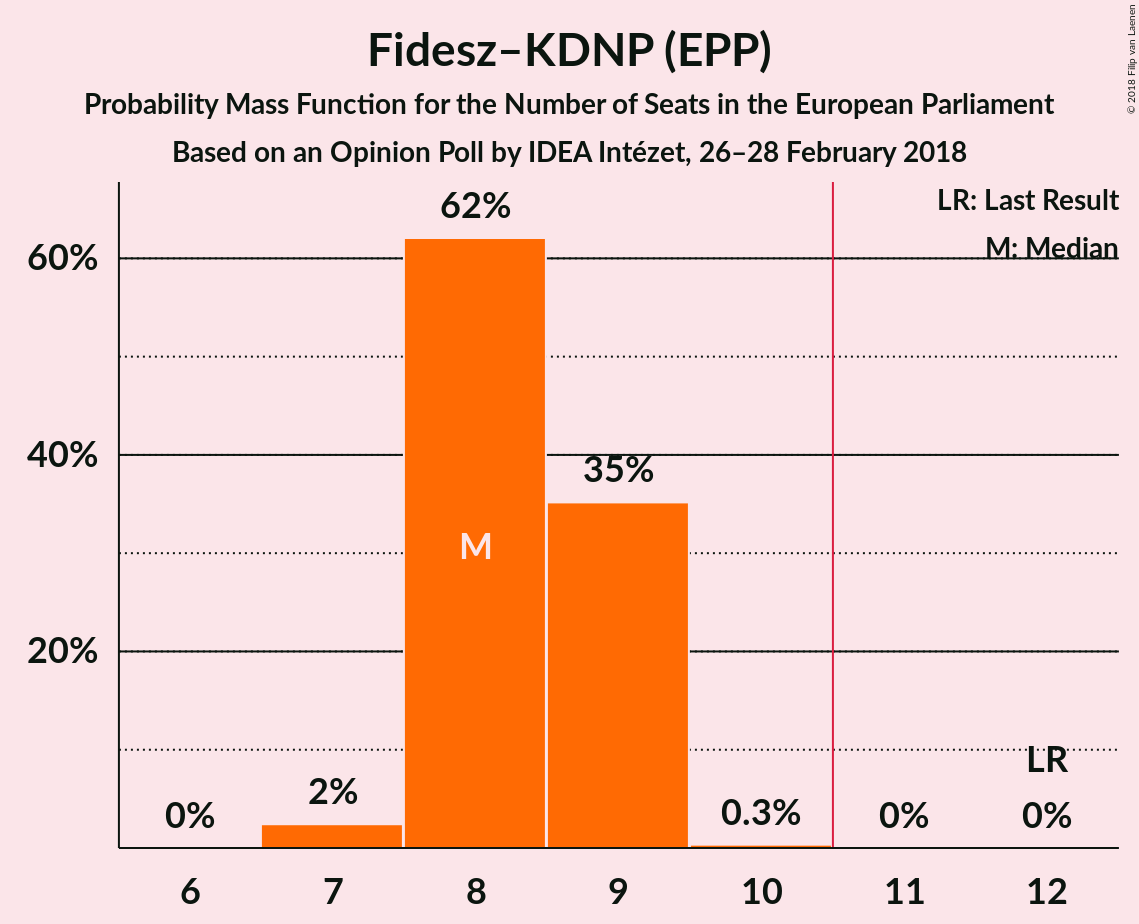 Fidesz–KDNP (EPP)
Probability Mass Function for the Number of Seats in the European Parliament
Based on an Opinion Poll by IDEA Intézet, 26–28 February 2018
© 2018 Filip van Laenen
LR: Last Result
M: Median
60%
40%
20%
62%
35%
M
2%
0%
0.3%
0%
LR
0%
6 7 8 9 10 11 12